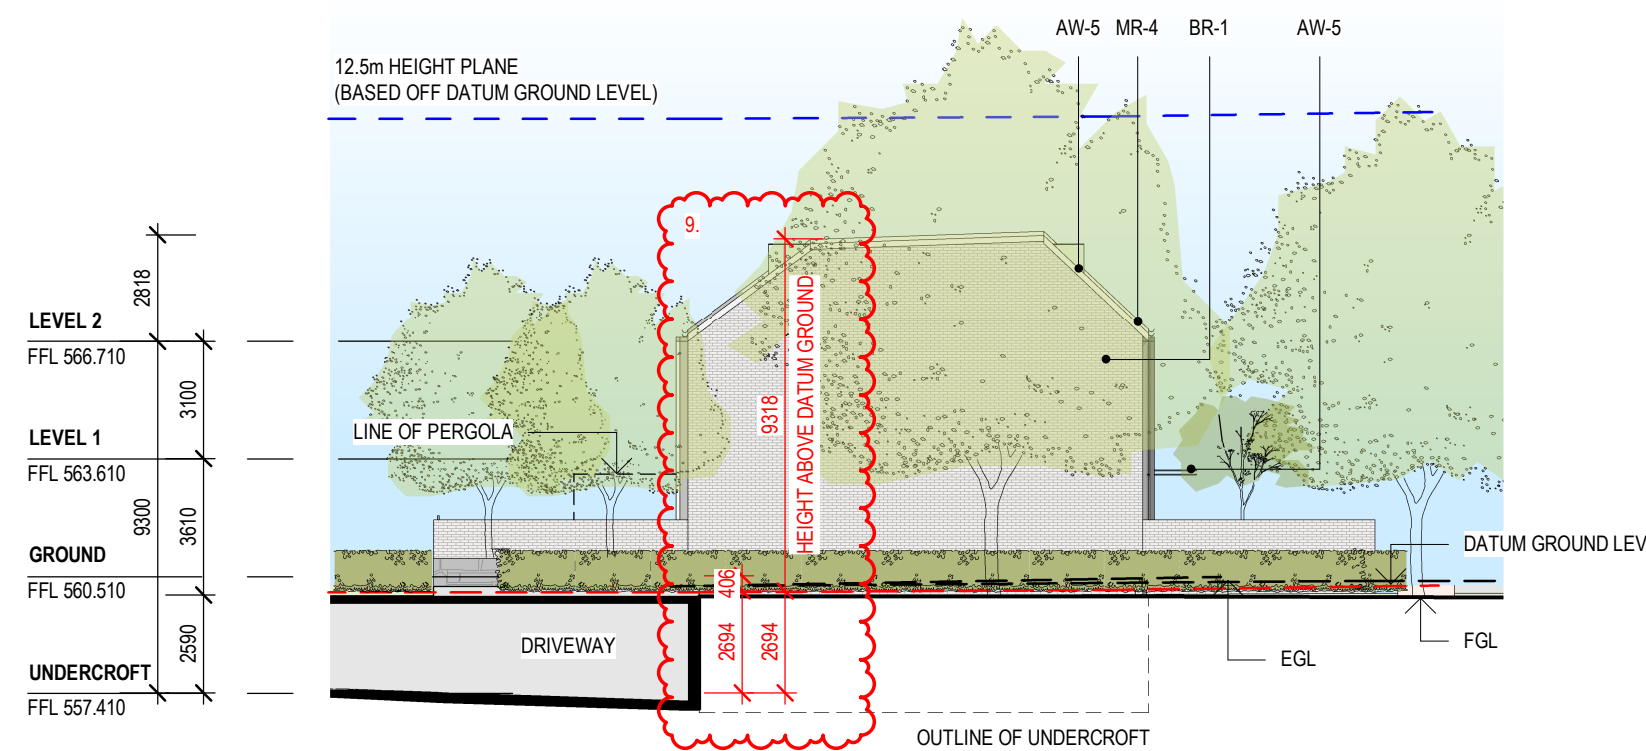 AW-5 MR-4 BR-1 AW-5
12.5m HEIGHT PLANE
(BASED OFF DATUM GROUND LEVEL)
9.
2818
LEVEL 2
FFL 566.710
3100
HEIGHT ABOVE DATUM GROUND
9318
LINE OF PERGOLA
LEVEL 1
FFL 563.610
9300
3610
GROUND
FFL 560.510
DATUM GROUND LEV
406
2590
2694
2694
DRIVEWAY
EGL
FGL
UNDERCROFT
FFL 557.410
OUTLINE OF UNDERCROFT